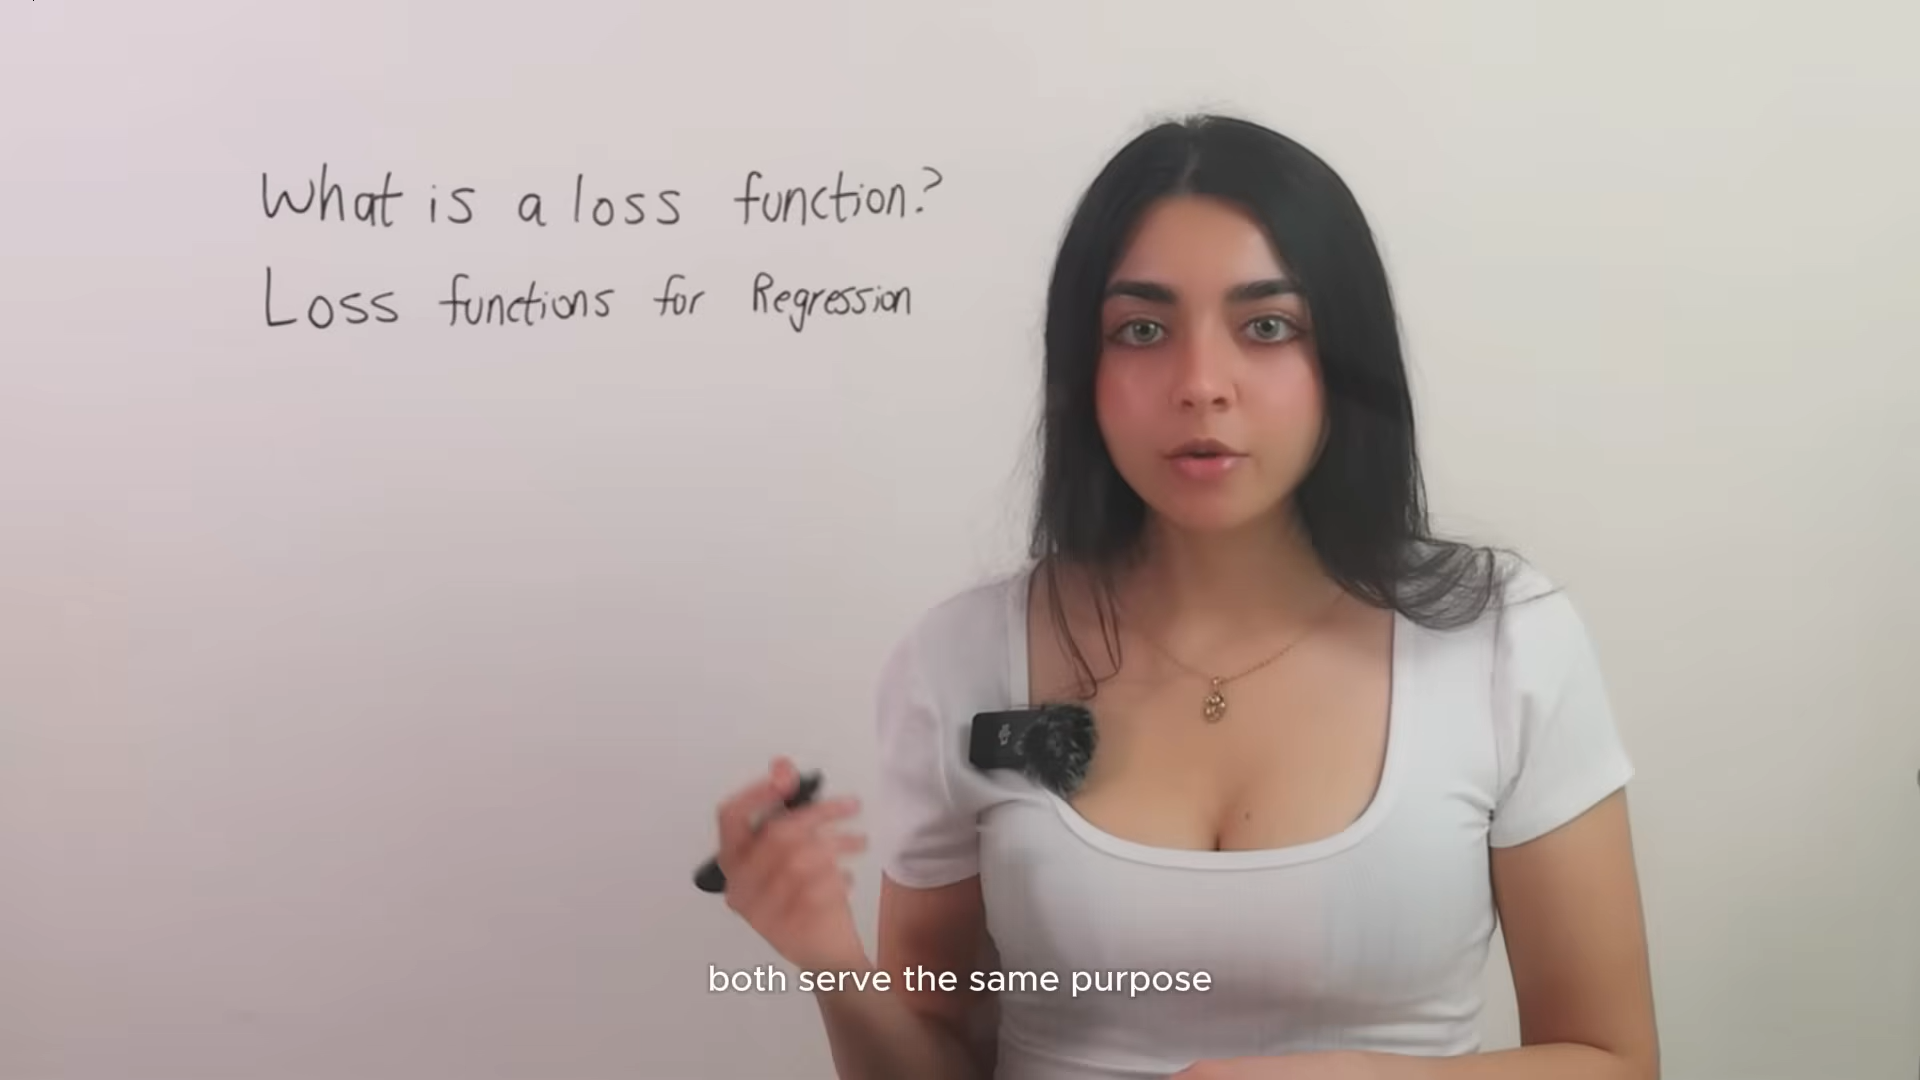 What is a loss function?
Loss functions for Regression
both serve the same purpose